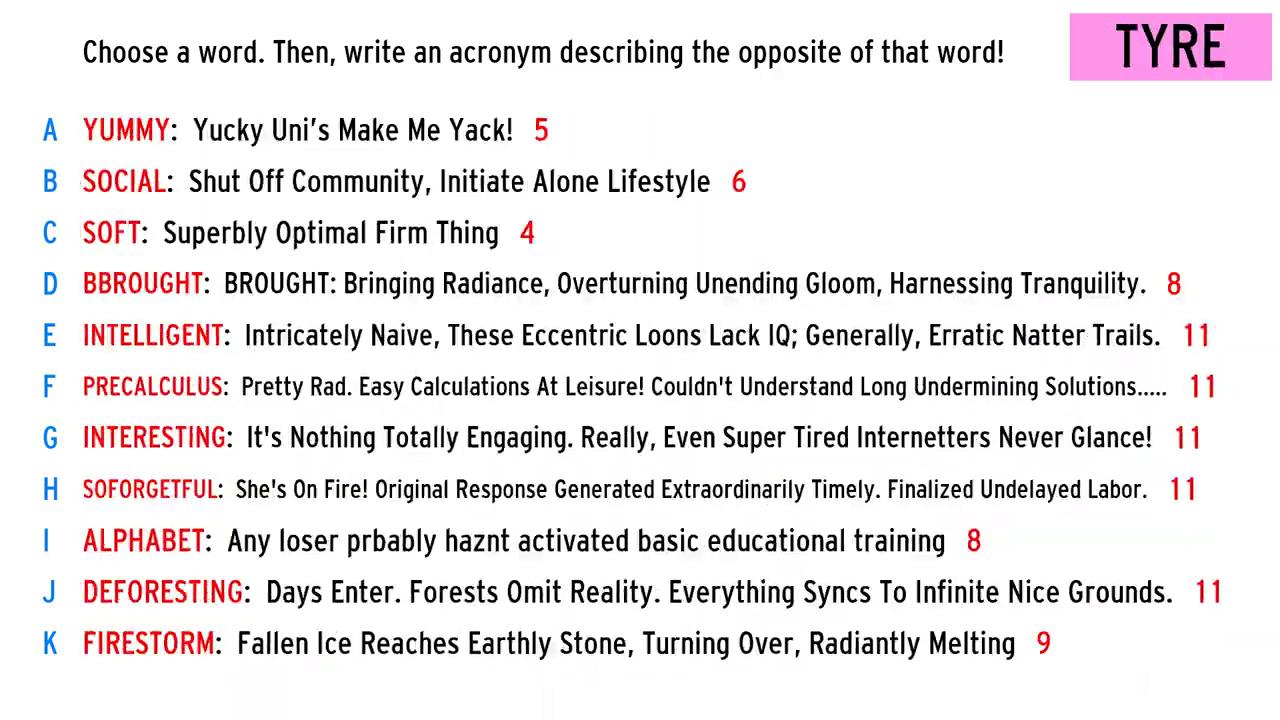 Choose a word. Then, write an acronym describing the opposite of that word!
TYRE
A YUMMY: Yucky Uni's Make Me Yack! 5
B SOCIAL: Shut Off Community, Initiate Alone Lifestyle 6
C SOFT: Superbly Optimal Firm Thing 4
D BBROUGHT: BROUGHT: Bringing Radiance, Overturning Unending Gloom, Harnessing Tranquility. 8
E INTELLIGENT: Intricately Naive, These Eccentric Loons Lack IQ; Generally, Erratic Natter Trails. 11
F PRECALCULUS: Pretty Rad. Easy Calculations At Leisure! Couldn't Understand Long Undermining Solutions..... 11
G INTERESTING: It's Nothing Totally Engaging. Really, Even Super Tired Internetters Never Glance! 11
H SOFORGETFUL: She's On Fire! Original Response Generated Extraordinarily Timely. Finalized Undelayed Labor. 11
I ALPHABET: Any loser prbably haznt activated basic educational training 8
J DEFORESTING: Days Enter. Forests Omit Reality. Everything Syncs To Infinite Nice Grounds. 11
K FIRESTORM: Fallen Ice Reaches Earthly Stone, Turning Over, Radiantly Melting 9